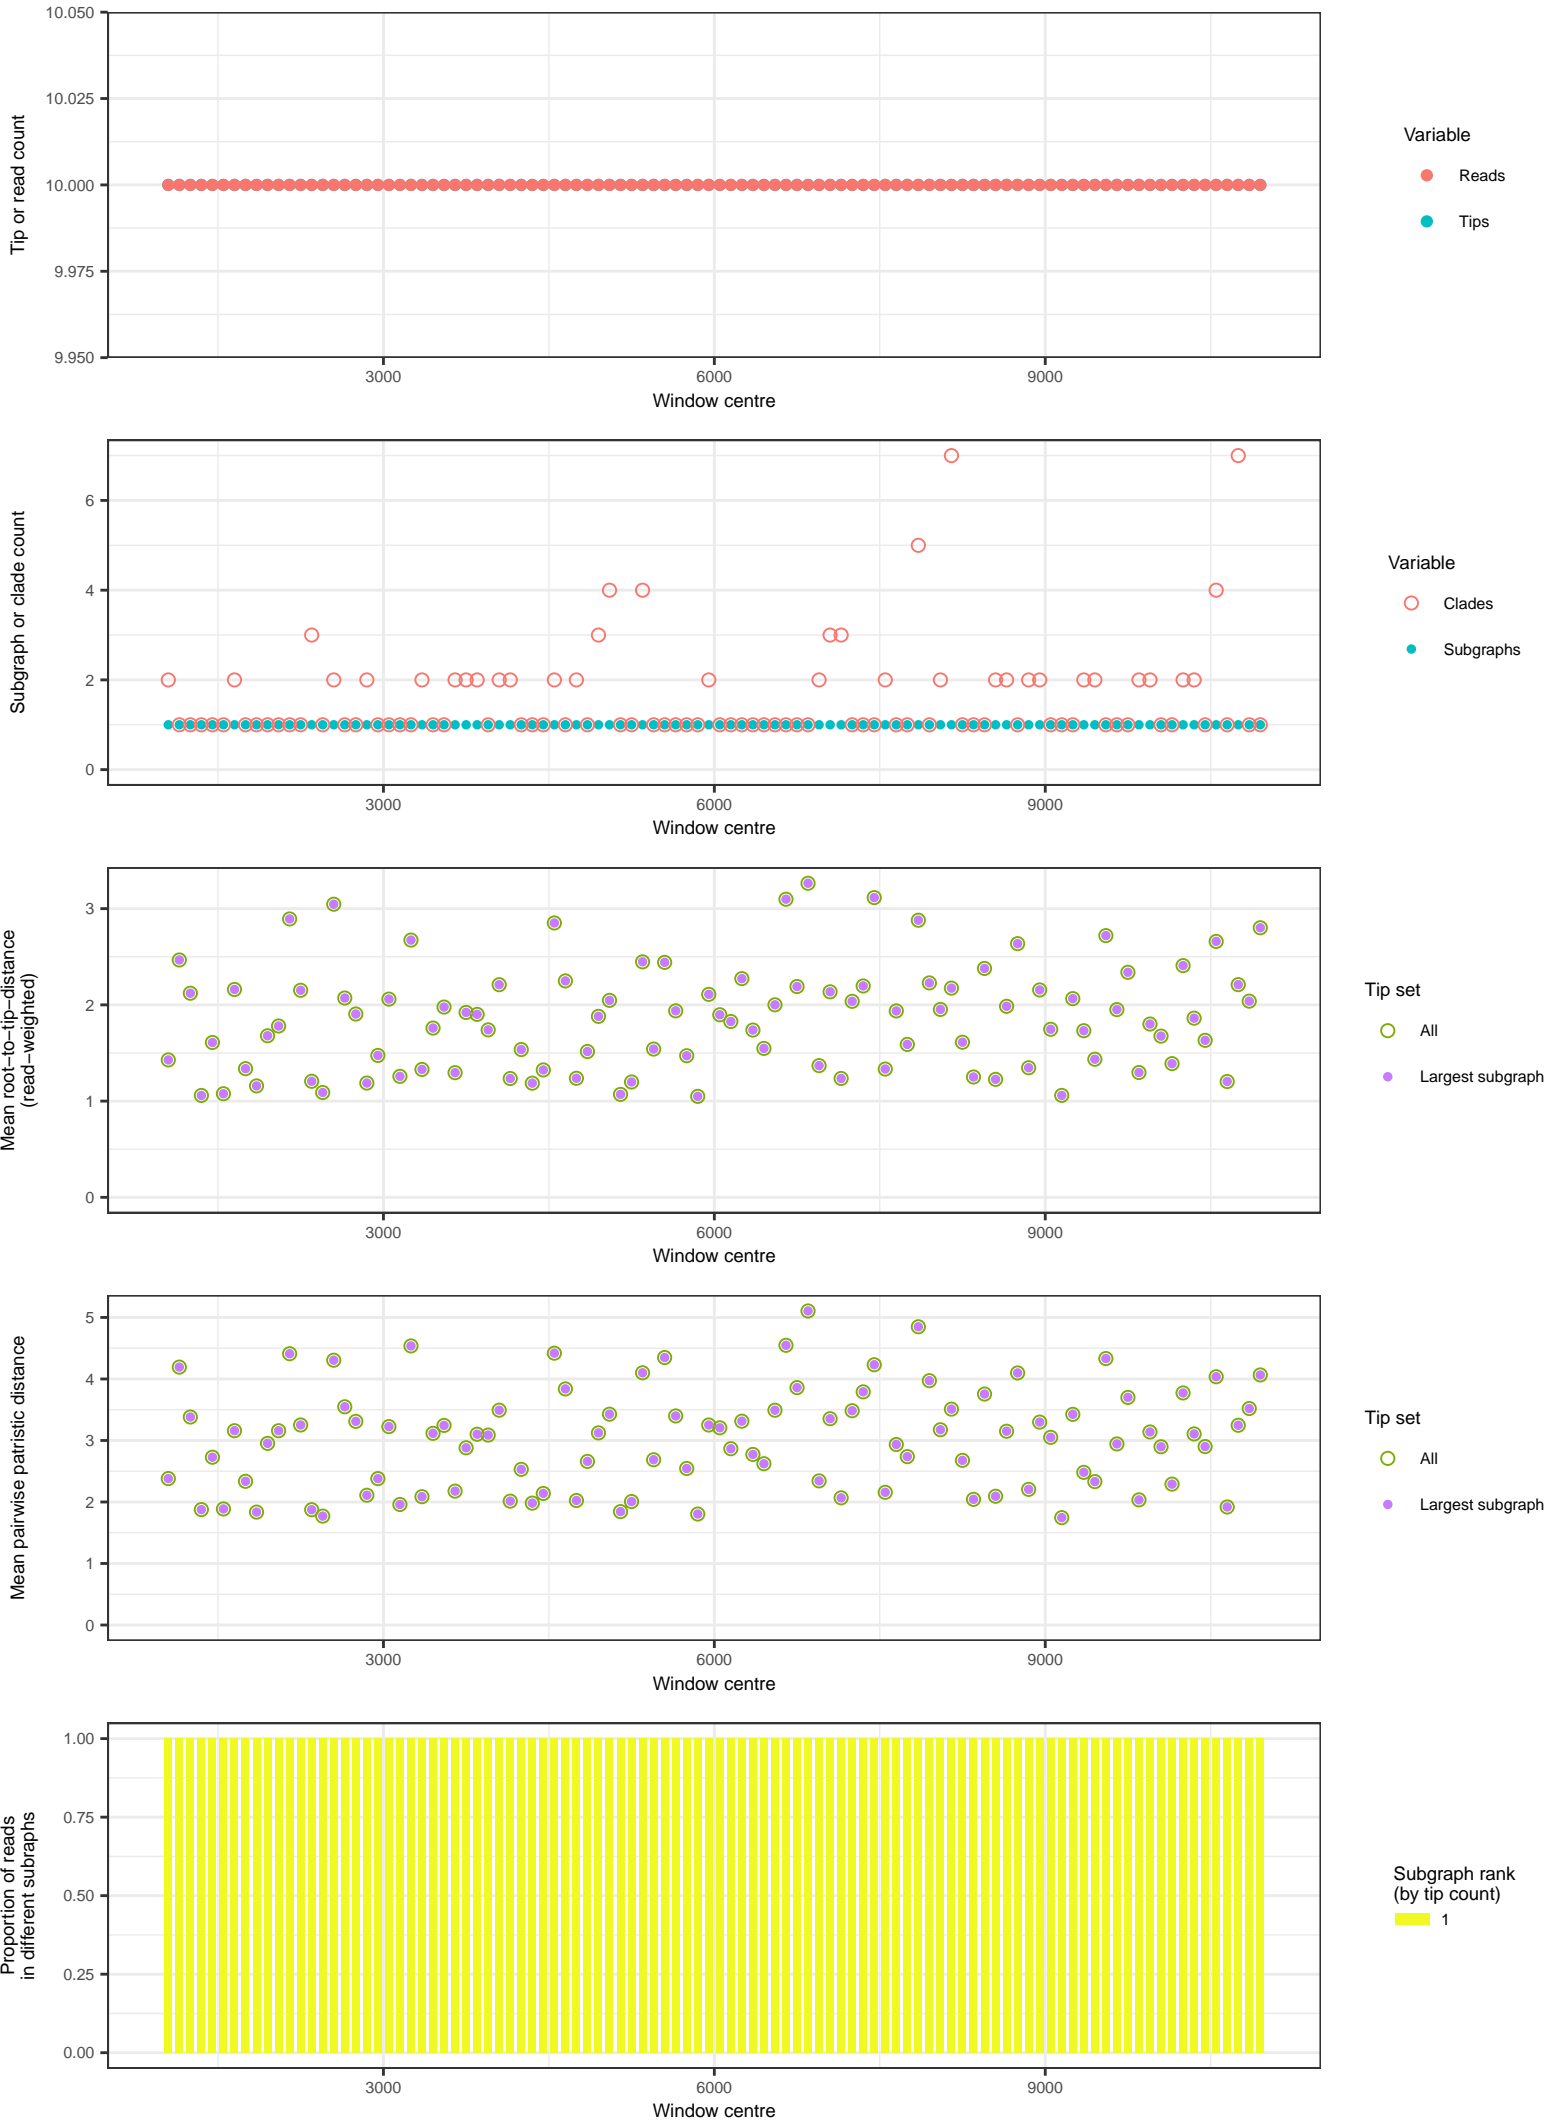 10.050
10.025
10.000
9.975
9.950
Tip or read count
3000 6000 9000
Window centre
Variable
Reads
Tips
6
4
2
0
Subgraph or clade count
3000 6000 9000
Window centre
Variable
Clades
Subgraphs
3
2
1
0
Mean root−to−tip−distance
(read−weighted)
3000 6000 9000
Window centre
Tip set
All
Largest subgraph
5
4
3
2
1
0
Mean pairwise patristic distance
3000 6000 9000
Window centre
Tip set
All
Largest subgraph
1.00
0.75
0.50
0.25
0.00
Proportion of reads
in different subraphs
3000 6000 9000
Window centre
Subgraph rank
(by tip count)
1